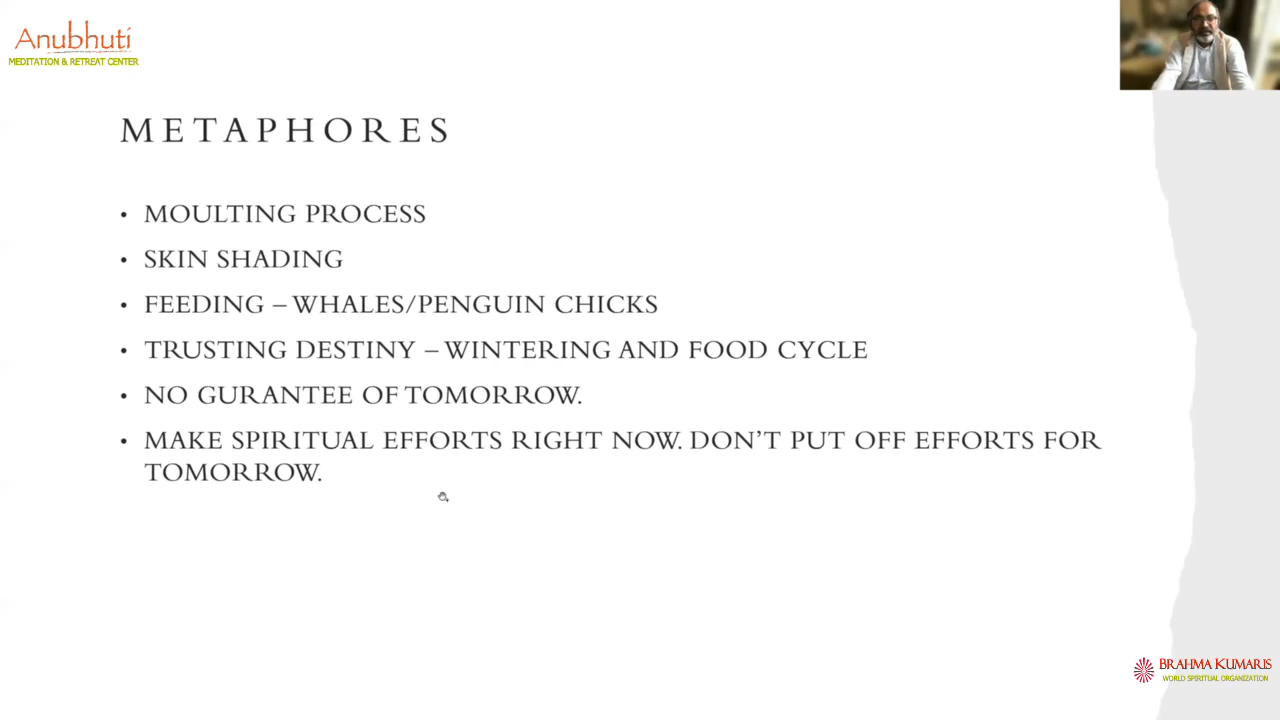 Anubhuti
MEDITATION & RETREAT CENTER
METAPHORES
• MOULTING PROCESS
• SKIN SHADING
• FEEDING – WHALES/PENGUIN CHICKS
• TRUSTING DESTINY – WINTERING AND FOOD CYCLE
• NO GURANTEE OF TOMORROW.
• MAKE SPIRITUAL EFFORTS RIGHT NOW. DON'T PUT OFF EFFORTS FOR
TOMORROW.
BRAHMA KUMARIS
WORLD SPIRITUAL ORGANIZATION